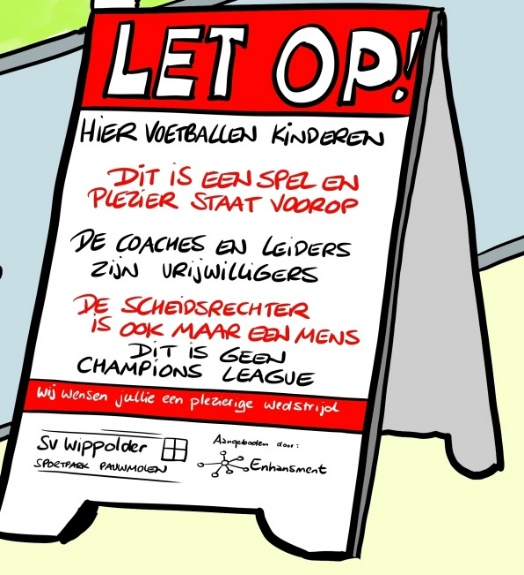 LET OP!
HIER VOETBALLEN KINDEREN
DIT IS EEN SPEL EN
PLEZIER STAAT VOOROP
DE COACHES EN LEIDERS
ZIJN VRIJWILLIGERS
DE SCHEIDSRECHTER
IS OOK MAAR EEN MENS
DIT IS GEEN
CHAMPIONS LEAGUE
Wij wensen jullie een plezierige wedstrijd
SV Wippolder
SPORTPARK PAUWMOLEN
Aangeboden door:
Enhansment